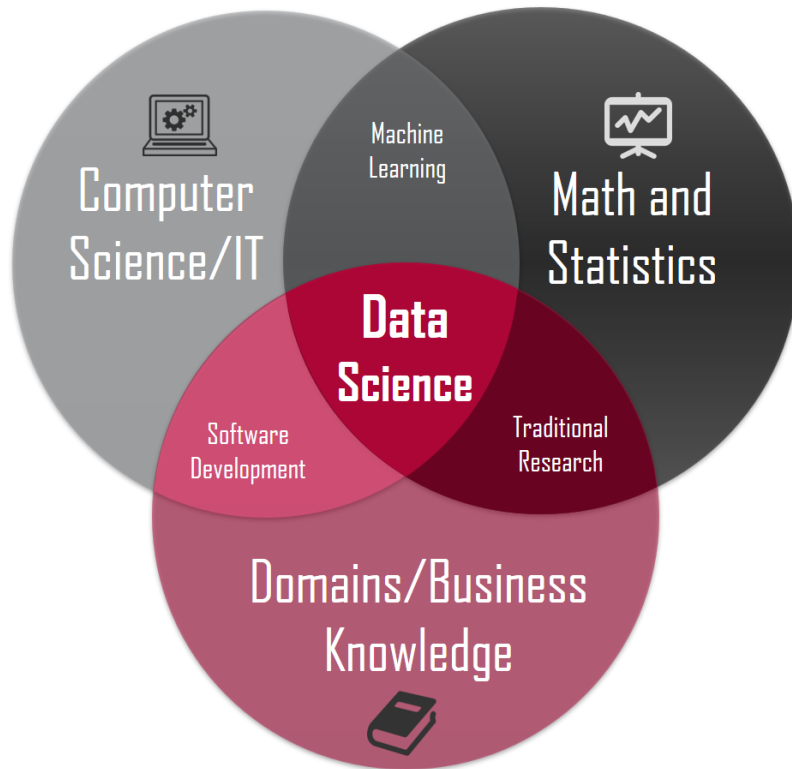 Machine
Learning
Computer
Science/IT
Math and
Statistics
Data
Science
Software
Development
Traditional
Research
Domains/Business
Knowledge